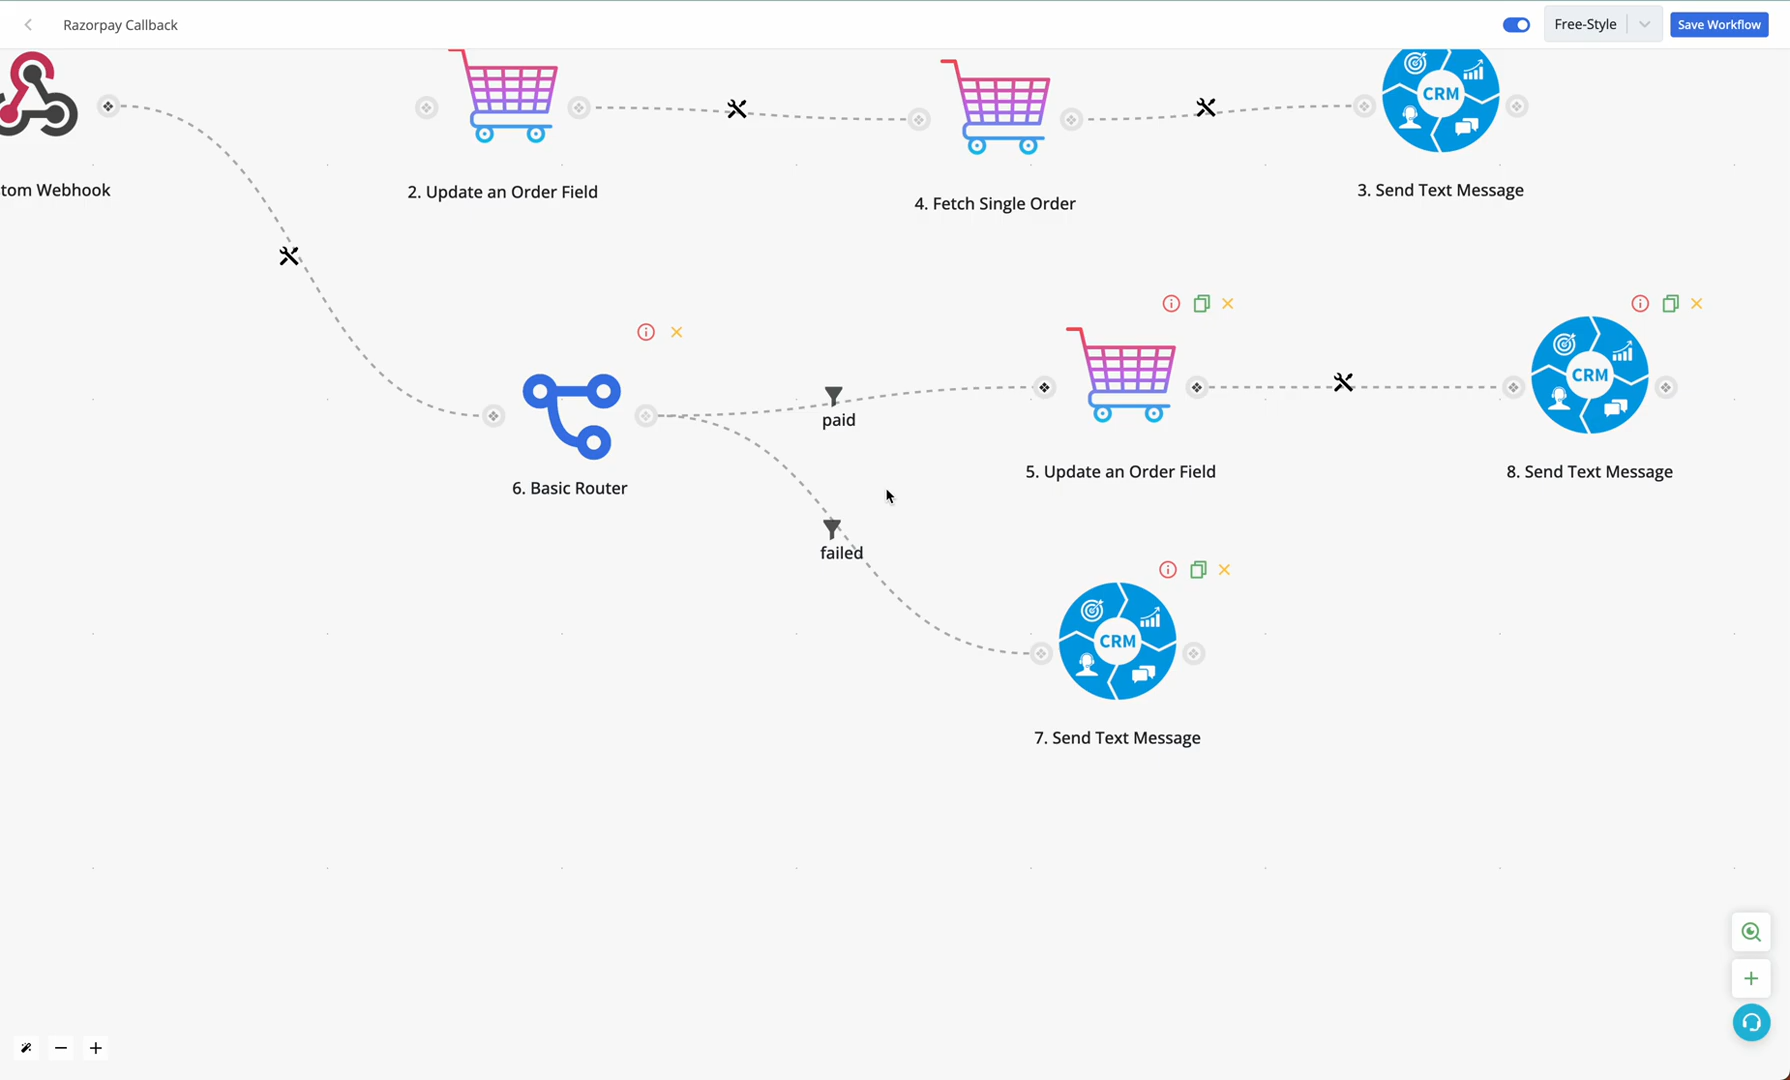 Razorpay Callback
Free-Style
Save Workflow
CRM
tom Webhook
2. Update an Order Field
4. Fetch Single Order
3. Send Text Message
CRM
paid
6. Basic Router
5. Update an Order Field
8. Send Text Message
failed
CRM
7. Send Text Message